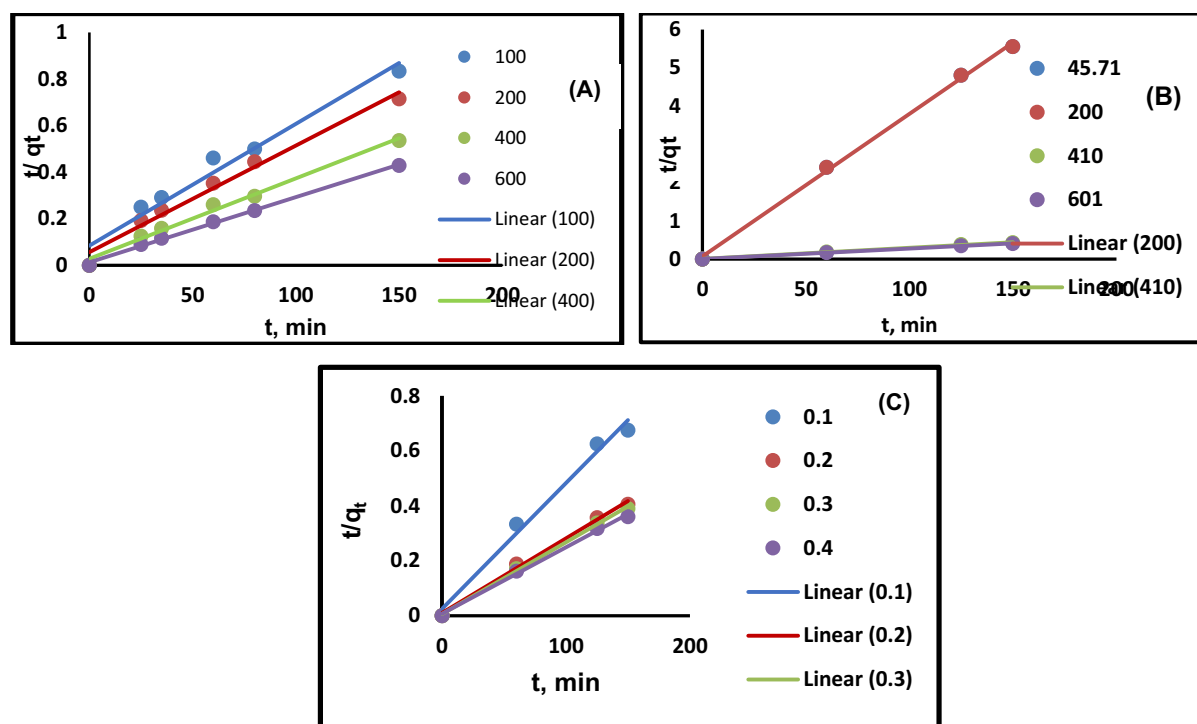 1
0.8
0.6
0.4
0.2
0
t/ qt
0 50 100 150 200
t, min
100
200
400
600
Linear (100)
Linear (200)
Linear (400)
(A)
6
5
4
2
1
0
t/qt
0 50 100 150 200
t, min
45.71
200
410
601
Linear (200)
Linear (410)
(B)
0.8
0.6
0.4
0.2
0
t/qt
0 100 200
t, min
0.1
0.2
0.3
0.4
Linear (0.1)
Linear (0.2)
Linear (0.3)
(C)